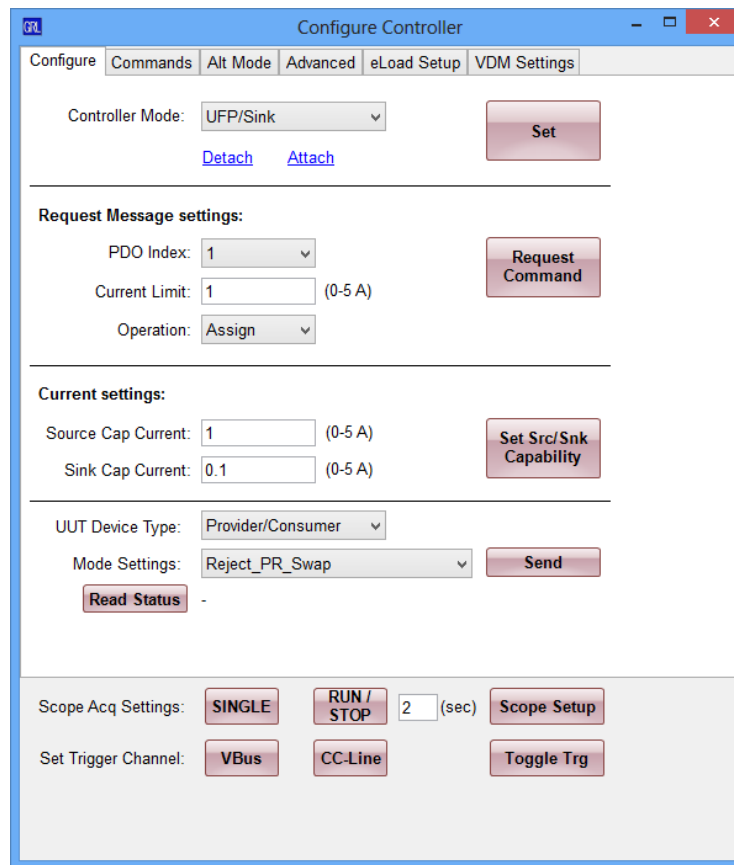 GRL Configure Controller
Configure Commands Alt Mode Advanced eLoad Setup VDM Settings
Controller Mode: UFP/Sink Set
Detach Attach
Request Message settings:
PDO Index: 1 Request
Command
Current Limit: 1 (0-5 A)
Operation: Assign
Current settings:
Source Cap Current: 1 (0-5 A) Set Src/Snk
Capability
Sink Cap Current: 0.1 (0-5 A)
UUT Device Type: Provider/Consumer
Mode Settings: Reject_PR_Swap Send
Read Status -
Scope Acq Settings: SINGLE RUN /
STOP 2 (sec) Scope Setup
Set Trigger Channel: VBus CC-Line Toggle Trg